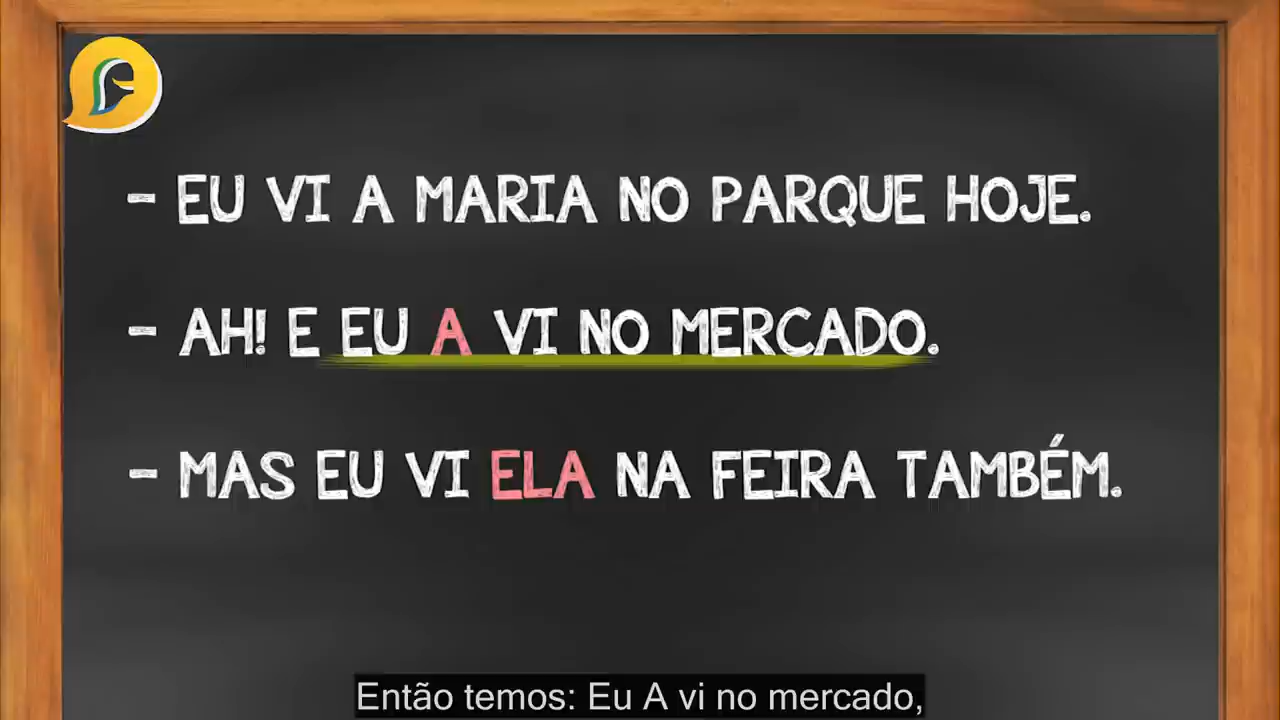 - EU VI A MARIA NO PARQUE HOJE.
- AH! E EU A VI NO MERCADO.
- MAS EU VI ELA NA FEIRA TAMBÉM.
Então temos: Eu A vi no mercado,